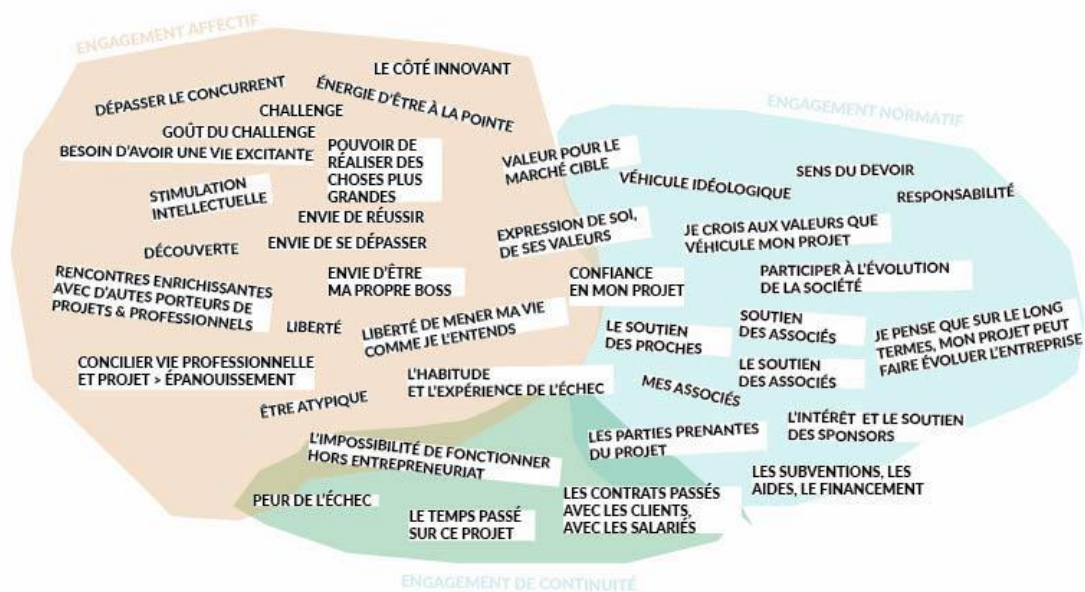 ENGAGEMENT AFFECTIF
LE CÔTÉ INNOVANT
DÉPASSER LE CONCURRENT
ÉNERGIE D'ÊTRE À LA POINTE
CHALLENGE
GOÛT DU CHALLENGE
BESOIN D'AVOIR UNE VIE EXCITANTE
POUVOIR DE
RÉALISER DES
CHOSES PLUS
GRANDES
STIMULATION
INTELLECTUELLE
ENVIE DE RÉUSSIR
DÉCOUVERTE
ENVIE DE SE DÉPASSER
RENCONTRES ENRICHISSANTES
AVEC D'AUTES PORTEURS DE
PROJETS & PROFESSIONNELS
ENVIE D'ÊTRE
MA PROPRE BOSS
LIBERTÉ
LIBERTÉ DE MENER MA VIE
COMME JE L'ENTENDS
CONCILIER VIE PROFESSIONNELLE
ET PROJET > ÉPANOUISSEMENT
L'HABITUDE
ET L'EXPÉRIENCE DE L'ÉCHEC
ÊTRE ATYPIQUE
VALEUR POUR LE
MARCHÉ CIBLE
EXPRESSION DE SOI,
DE SES VALEURS
CONFIANCE
EN MON PROJET
ENGAGEMENT NORMATIF
VÉHICULE IDÉOLOGIQUE
SENS DU DEVOIR
RESPONSABILITÉ
JE CROIS AUX VALEURS QUE
VÉHICULE MON PROJET
PARTICIPER À L'ÉVOLUTION
DE LA SOCIÉTÉ
LE SOUTIEN
DES PROCHES
SOUTIEN
DES ASSOCIÉS
JE PENSE QUE SUR LE LONG
TERMES, MON PROJET PEUT
FAIRE ÉVOLUER L'ENTREPRISE
LE SOUTIEN
DES ASSOCIÉS
MES ASSOCIÉS
L'INTÉRÊT ET LE SOUTIEN
DES SPONSORS
LES PARTIES PRENANTES
DU PROJET
LES SUBVENTIONS, LES
AIDES, LE FINANCEMENT
L'IMPOSSIBILITÉ DE FONCTIONNER
HORS ENTREPRENEURIAT
PEUR DE L'ÉCHEC
LE TEMPS PASSÉ
SUR CE PROJET
LES CONTRATS PASSÉS
AVEC LES CLIENTS,
AVEC LES SALARIÉS
ENGAGEMENT DE CONTINUITÉ